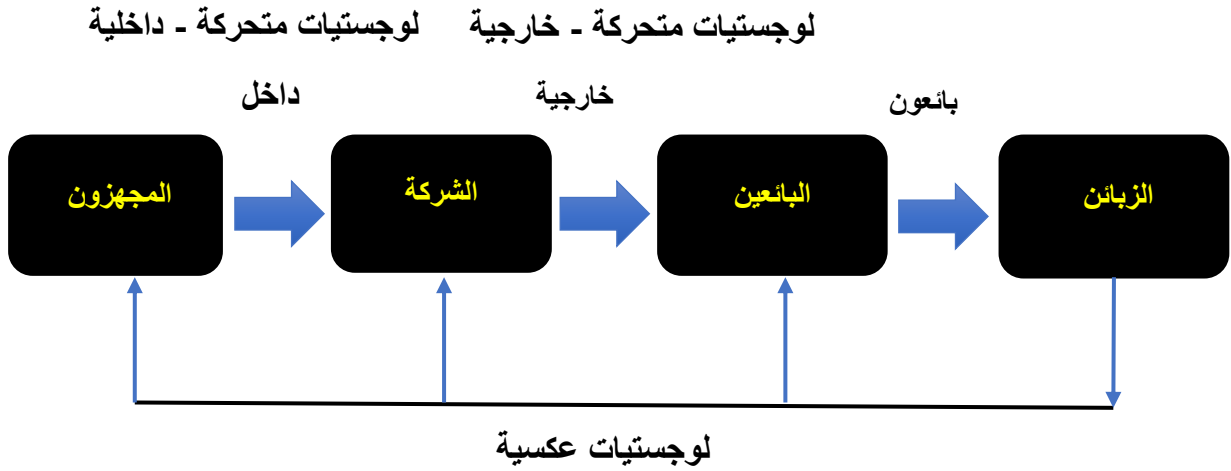 لوجستيات متحركة - خارجية
لوجستيات متحركة - داخلية
بائعون
خارجية
داخل
الزبائن
البائعين
الشركة
المجهزون
لوجستيات عكسية